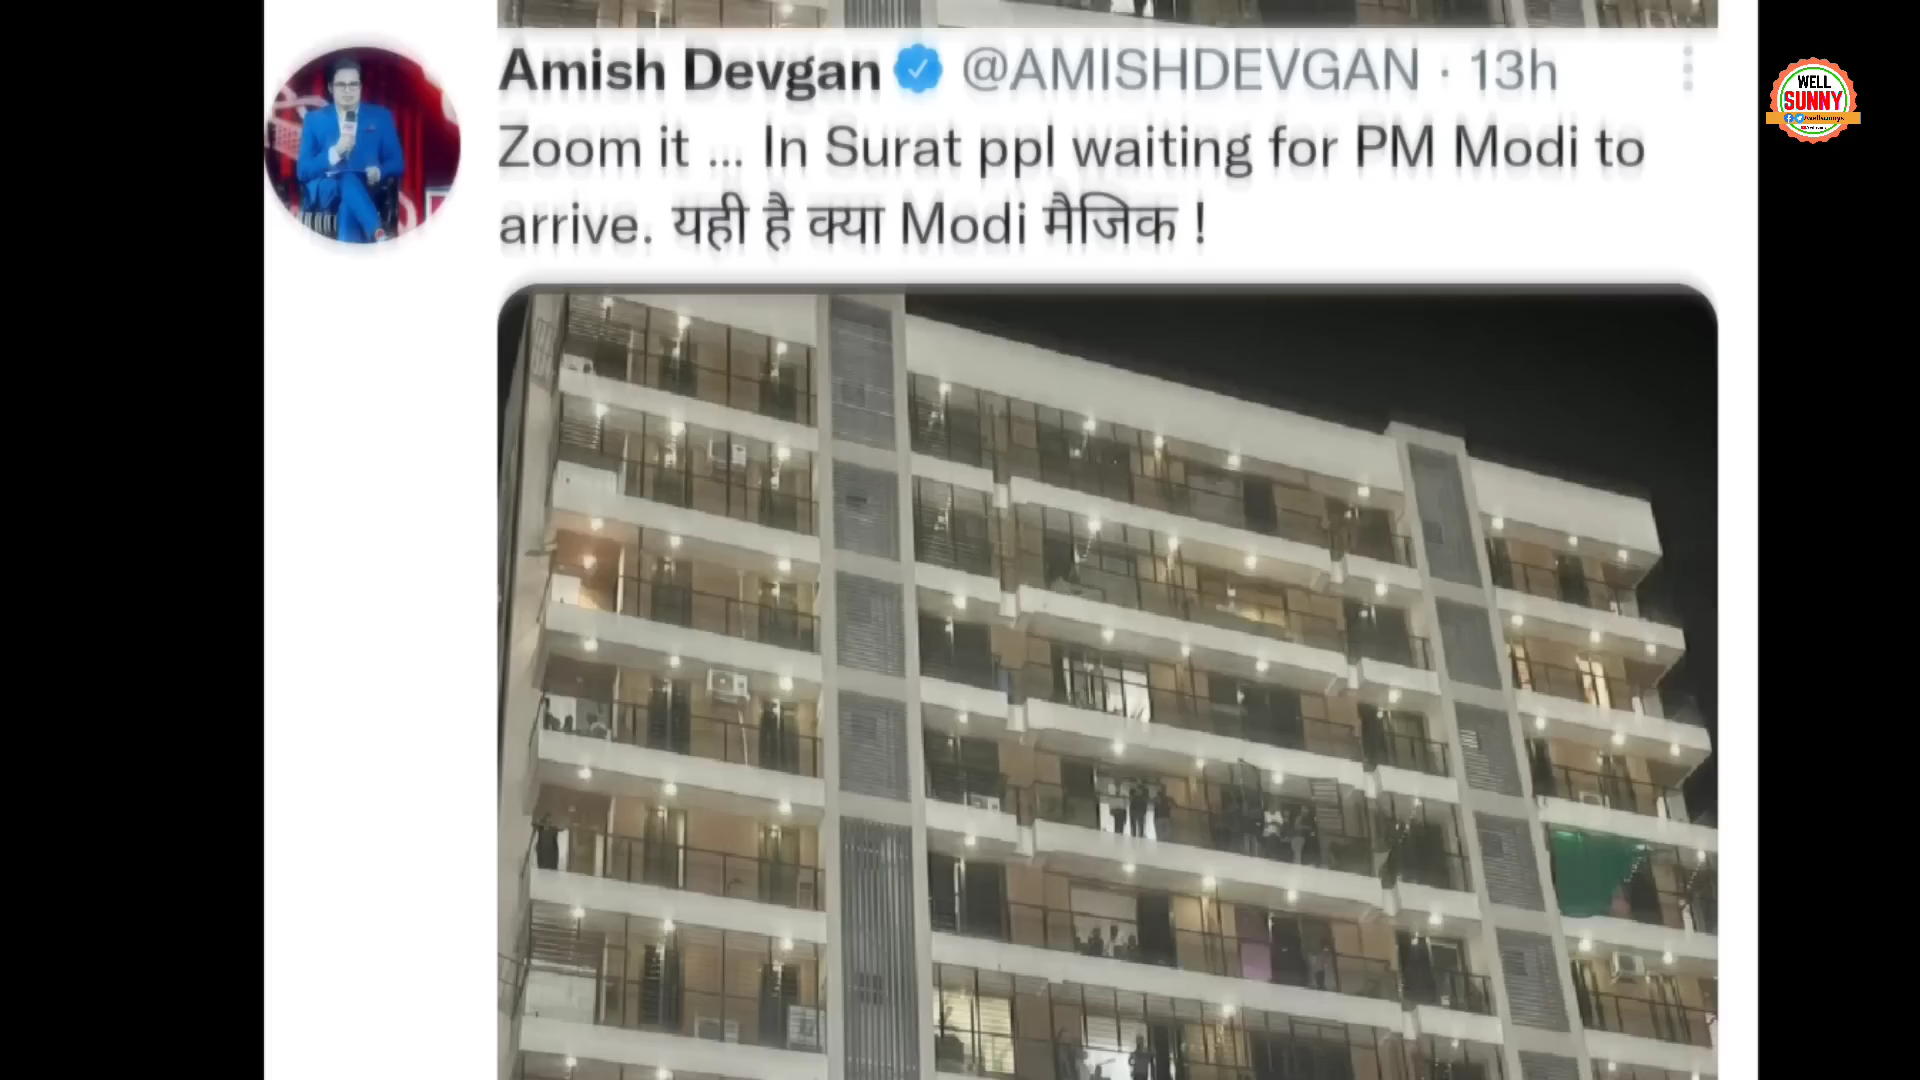 Amish Devgan @AMISHDEVGAN · 13h
Zoom it ... In Surat ppl waiting for PM Modi to
arrive. यही है क्या Modi मैजिक !
WELL
SUNNY
/wellsunnys